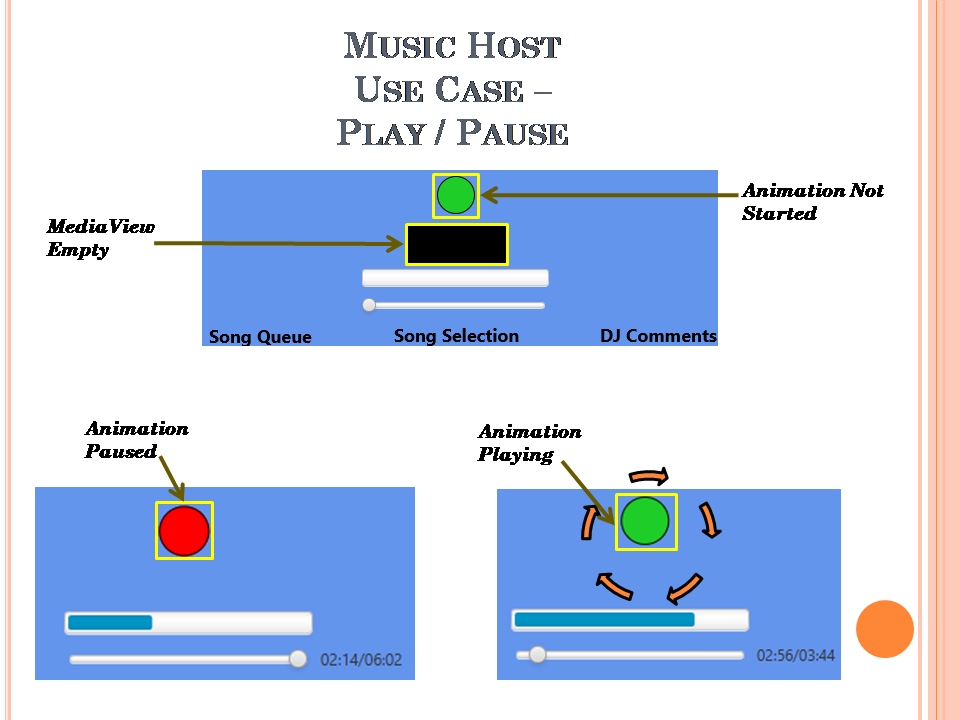 Music Host
Use Case –
Play / Pause
Animation Not
Started
MediaView
Empty
Song Queue
Song Selection
DJ Comments
Animation
Paused
Animation
Playing
02:14/06:02
02:56/03:44